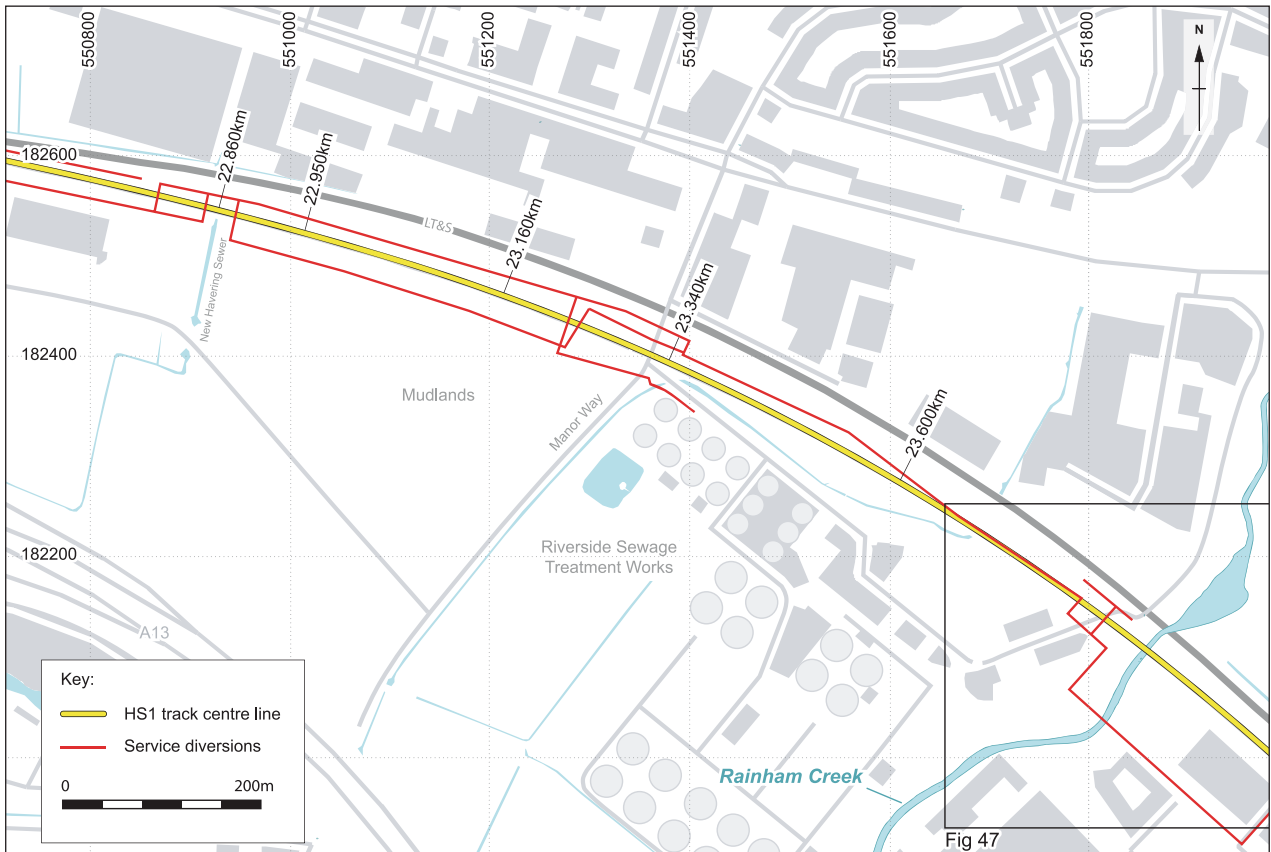 550800
551000
551200
551400
551600
551800
N
182600
182400
182200
22.860km
22.950km
23.160km
23.340km
23.600km
LT&S
New Havering Sewer
Mudlands
Manor Way
Riverside Sewage
Treatment Works
A13
Rainham Creek
Fig 47
Key:
HS1 track centre line
Service diversions
0 200m